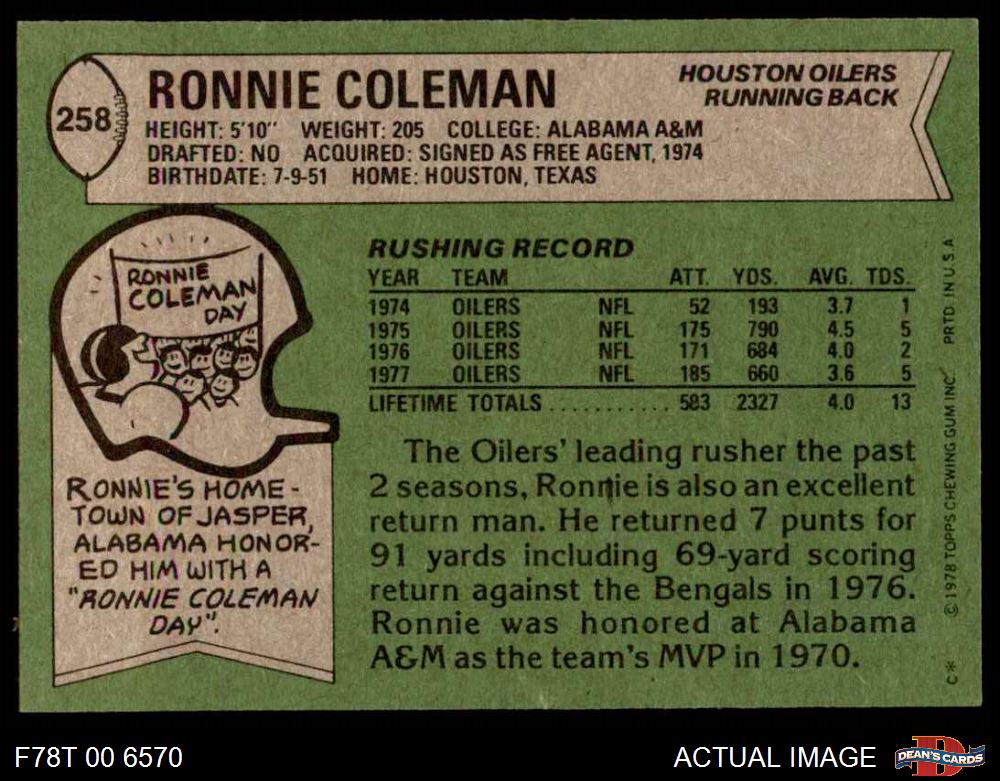 258
RONNIE COLEMAN
HOUSTON OILERS
RUNNING BACK
HEIGHT: 5'10" WEIGHT: 205 COLLEGE: ALABAMA A&M
DRAFTED: NO ACQUIRED: SIGNED AS FREE AGENT, 1974
BIRTHDATE: 7-9-51 HOME: HOUSTON, TEXAS
RONNIE
COLEMAN
DAY
RONNIE'S HOME-
TOWN OF JASPER,
ALABAMA HONOR-
ED HIM WITH A
"RONNIE COLEMAN
DAY".
RUSHING RECORD
YEAR TEAM ATT. YDS. AVG. TDS.
1974 OILERS NFL 52 193 3.7 1
1975 OILERS NFL 175 790 4.5 5
1976 OILERS NFL 171 684 4.0 2
1977 OILERS NFL 185 660 3.6 5
LIFETIME TOTALS ............ 583 2327 4.0 13
The Oilers' leading rusher the past
2 seasons, Ronnie is also an excellent
return man. He returned 7 punts for
91 yards including 69-yard scoring
return against the Bengals in 1976.
Ronnie was honored at Alabama
A&M as the team's MVP in 1970.
C* © 1978 TOPPS CHEWING GUM INC. PRTD. IN U.S.A
F78T 00 6570
ACTUAL IMAGE
D
DEAN'S CARDS